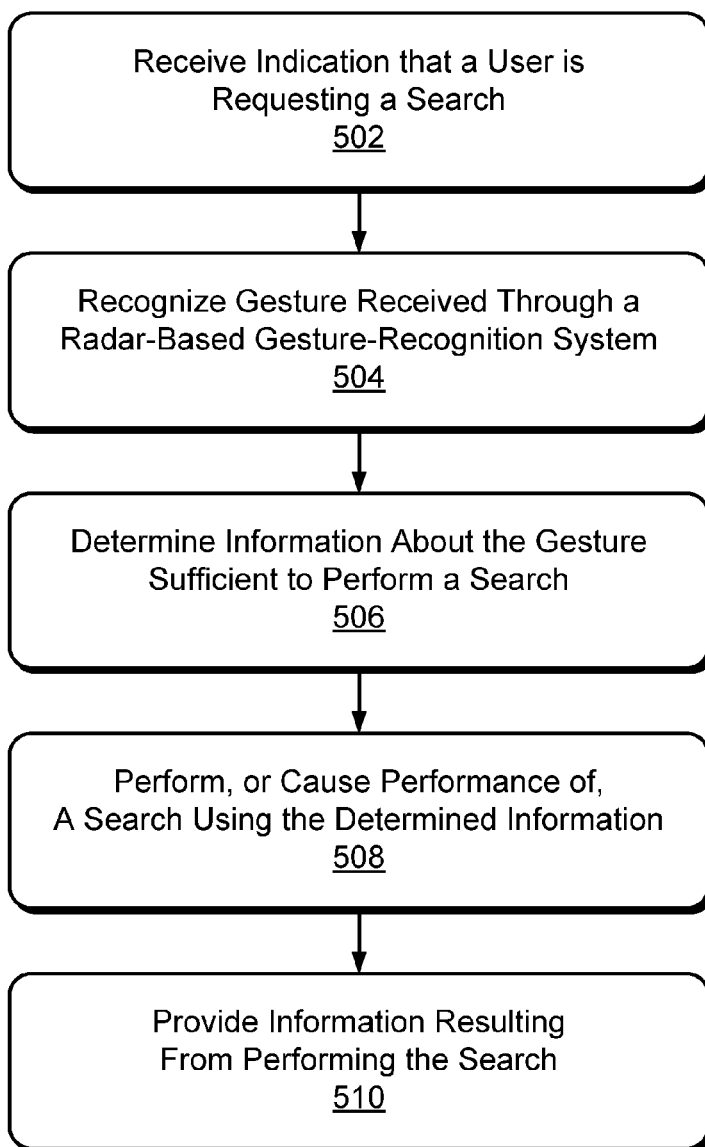 Receive Indication that a User is
Requesting a Search
502
Recognize Gesture Received Through a
Radar-Based Gesture-Recognition System
504
Determine Information About the Gesture
Sufficient to Perform a Search
506
Perform, or Cause Performance of,
A Search Using the Determined Information
508
Provide Information Resulting
From Performing the Search
510